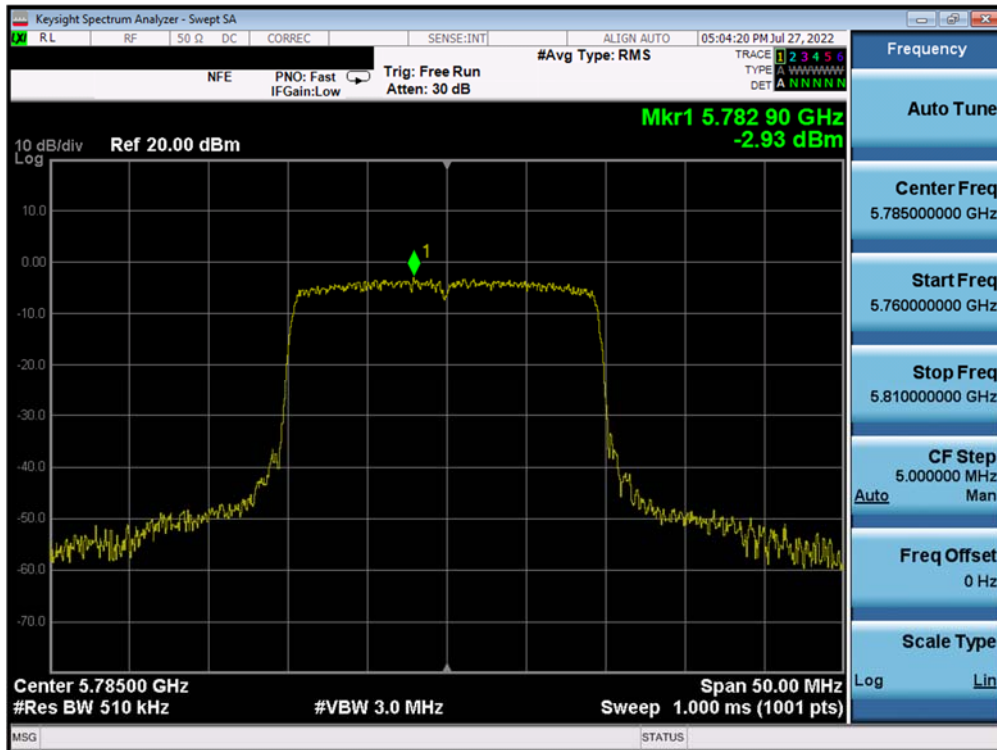 Keysight Spectrum Analyzer - Swept SA
LXI RL RF 50 Ω DC CORREC SENSE:INT ALIGN AUTO 05:04:20 PM Jul 27, 2022
Frequency
NFE PNO: Fast Trig: Free Run #Avg Type: RMS TRACE 1 2 3 4 5 6
IFGain:Low Atten: 30 dB TYPE A WWWWW
DET A N N N N N
Auto Tune
Mkr1 5.782 90 GHz
-2.93 dBm
10 dB/div Ref 20.00 dBm
Log
10.0
0.00
-10.0
-20.0
-30.0
-40.0
-50.0
-60.0
-70.0
1
Center Freq
5.785000000 GHz
Start Freq
5.760000000 GHz
Stop Freq
5.810000000 GHz
CF Step
5.000000 MHz
Auto Man
Freq Offset
0 Hz
Scale Type
Log Lin
Center 5.78500 GHz Span 50.00 MHz
#Res BW 510 kHz #VBW 3.0 MHz Sweep 1.000 ms (1001 pts)
MSG STATUS